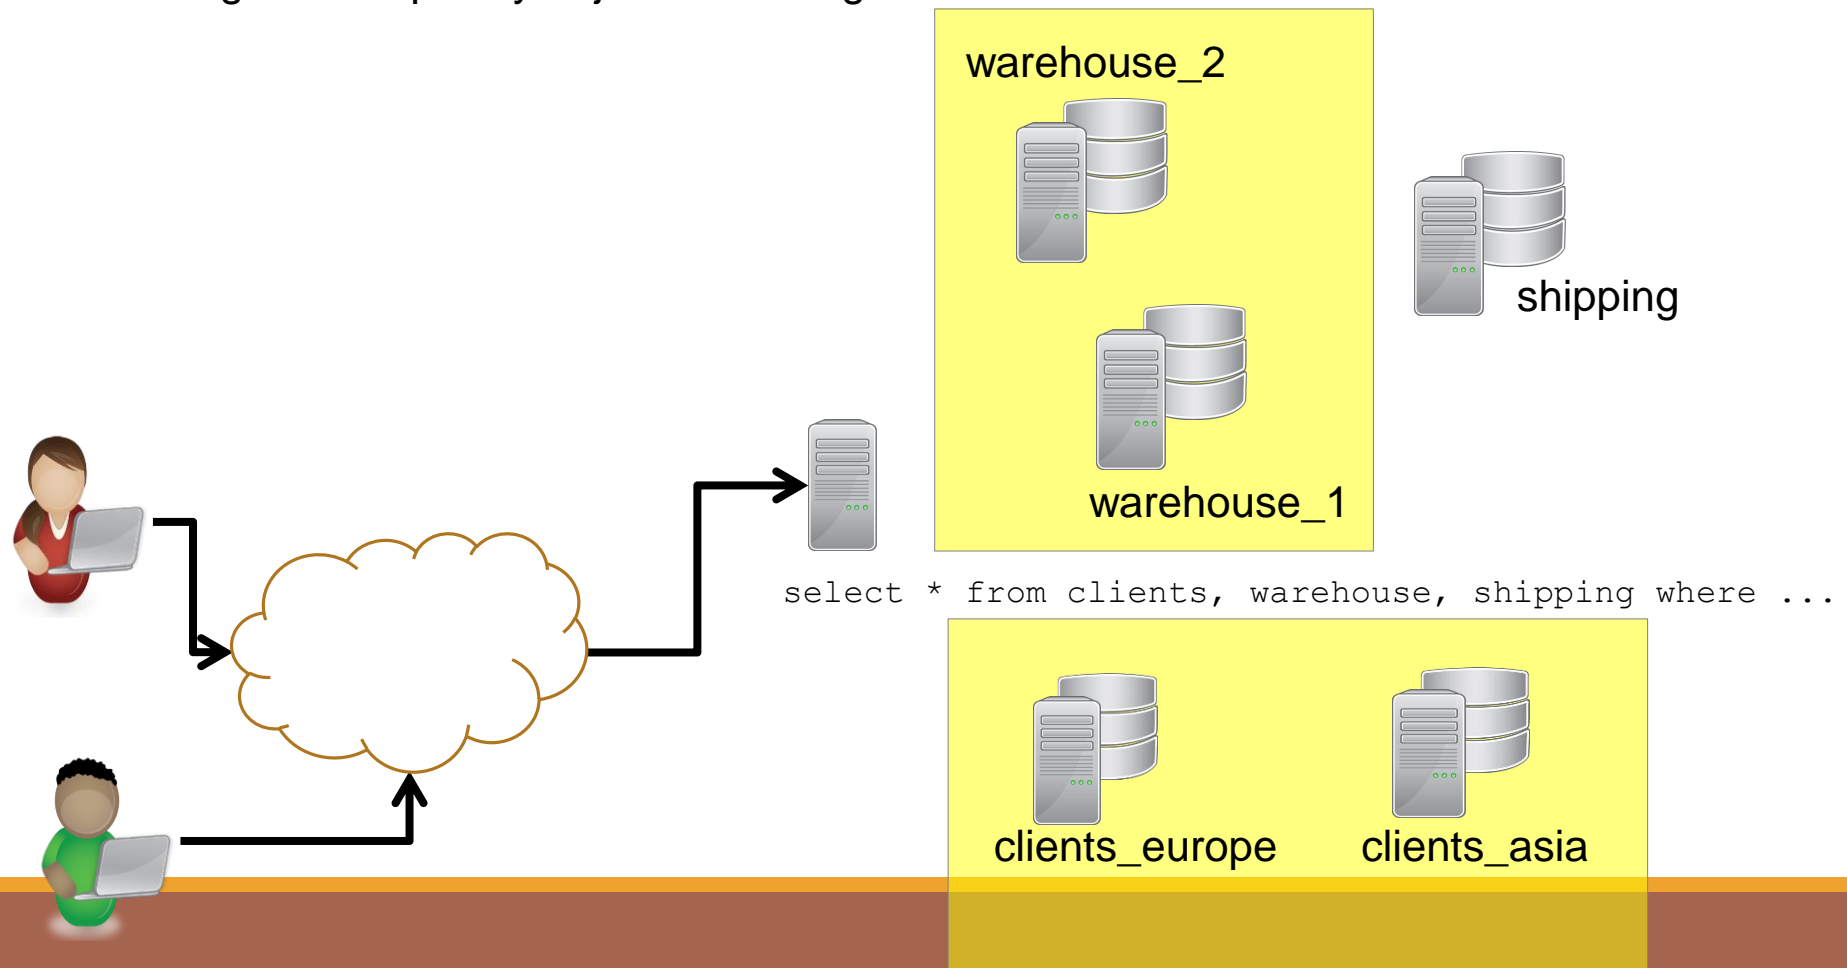 warehouse_2
shipping
warehouse_1
select * from clients, warehouse, shipping where ...
clients_europe
clients_asia